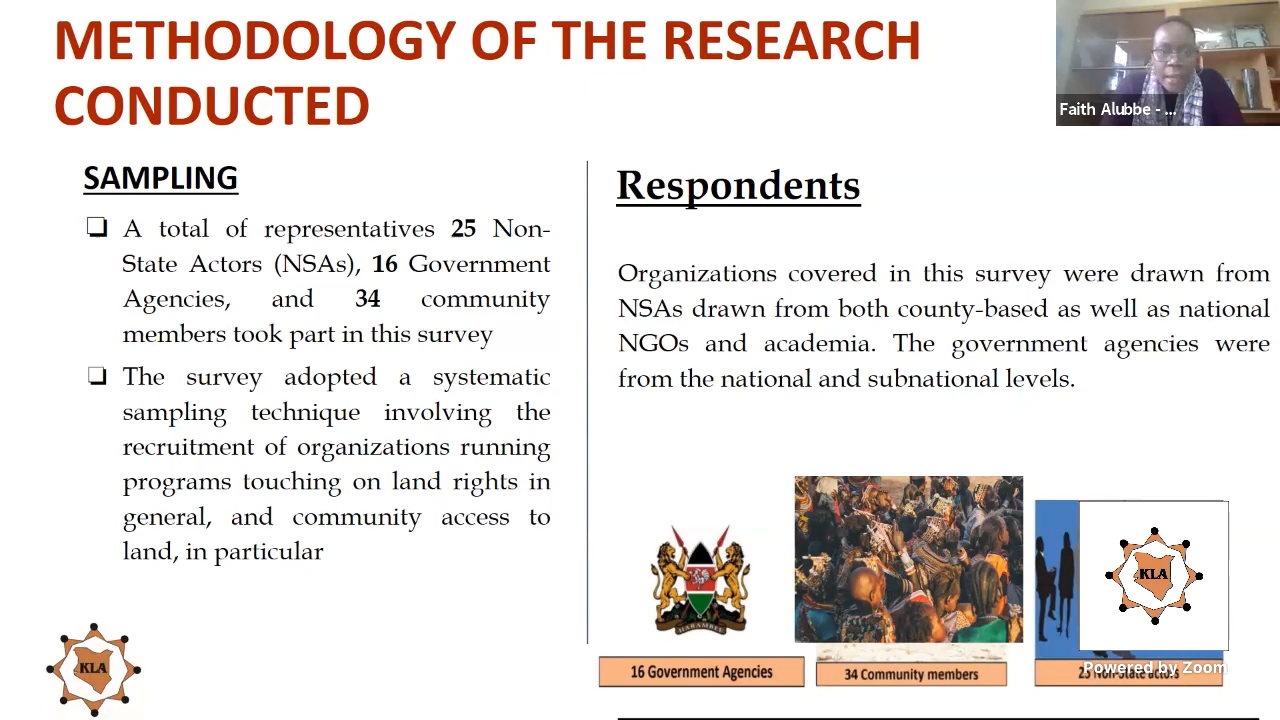 METHODOLOGY OF THE RESEARCH
CONDUCTED
Faith Alubbe - ...
SAMPLING
❑ A total of representatives 25 Non-
State Actors (NSAs), 16 Government
Agencies, and 34 community
members took part in this survey
❑ The survey adopted a systematic
sampling technique involving the
recruitment of organizations running
programs touching on land rights in
general, and community access to
land, in particular
KLA
Respondents
Organizations covered in this survey were drawn from
NSAs drawn from both county-based as well as national
NGOs and academia. The government agencies were
from the national and subnational levels.
HARAMBEE
KLA
16 Government Agencies
34 Community members
25 Non-State actors
Powered by Zoom